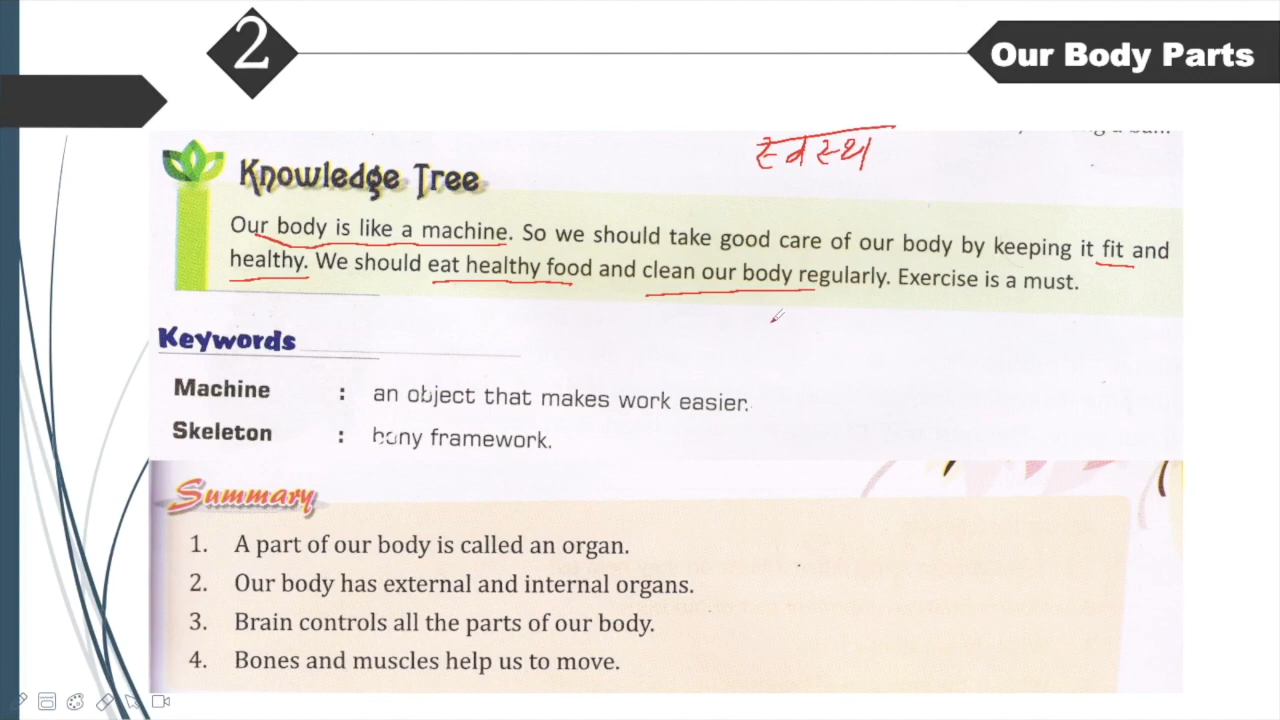 2
Our Body Parts
स्वस्थ
Knowledge Tree
Our body is like a machine. So we should take good care of our body by keeping it fit and
healthy. We should eat healthy food and clean our body regularly. Exercise is a must.
Keywords
Machine : an object that makes work easier.
Skeleton : bony framework.
Summary
1. A part of our body is called an organ.
2. Our body has external and internal organs.
3. Brain controls all the parts of our body.
4. Bones and muscles help us to move.